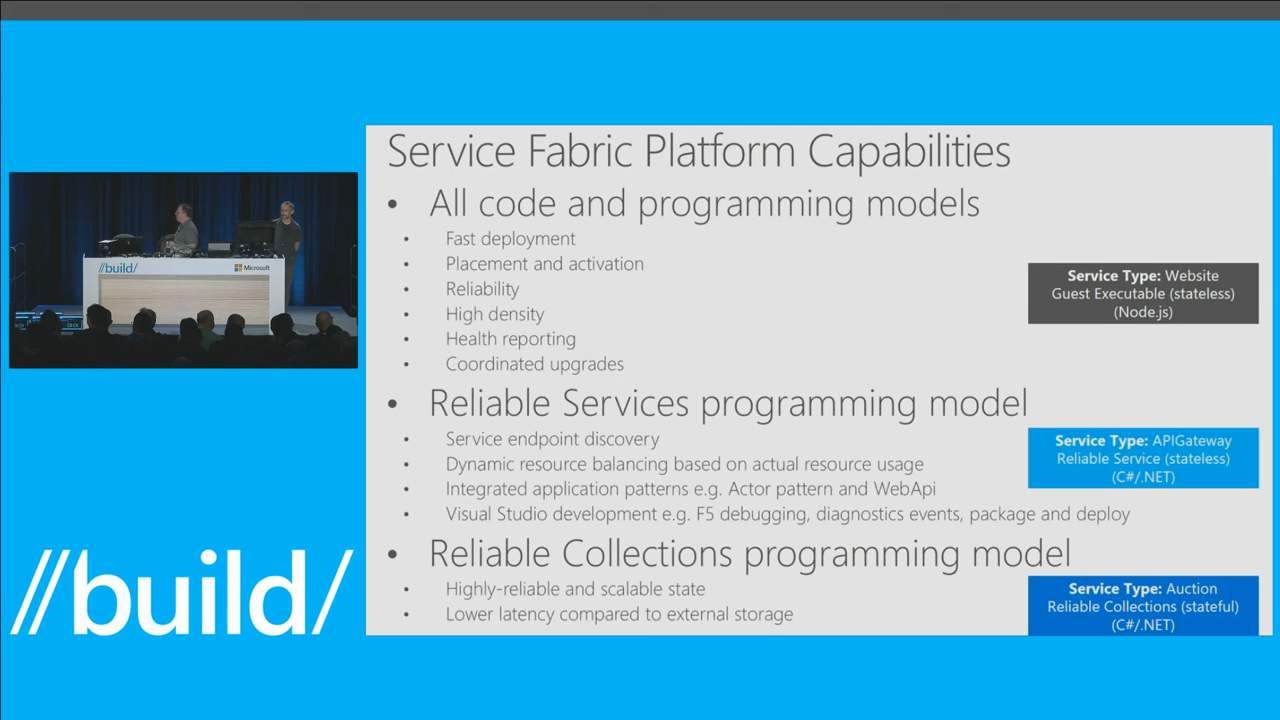 Service Fabric Platform Capabilities
• All code and programming models
• Fast deployment
• Placement and activation
• Reliability
• High density
• Health reporting
• Coordinated upgrades
Service Type: Website
Guest Executable (stateless)
(Node.js)
• Reliable Services programming model
• Service endpoint discovery
• Dynamic resource balancing based on actual resource usage
• Integrated application patterns e.g. Actor pattern and WebApi
• Visual Studio development e.g. F5 debugging, diagnostics events, package and deploy
Service Type: APIGateway
Reliable Service (stateless)
(C#/.NET)
• Reliable Collections programming model
• Highly-reliable and scalable state
• Lower latency compared to external storage
Service Type: Auction
Reliable Collections (stateful)
(C#/.NET)
//build/
Microsoft
//build/